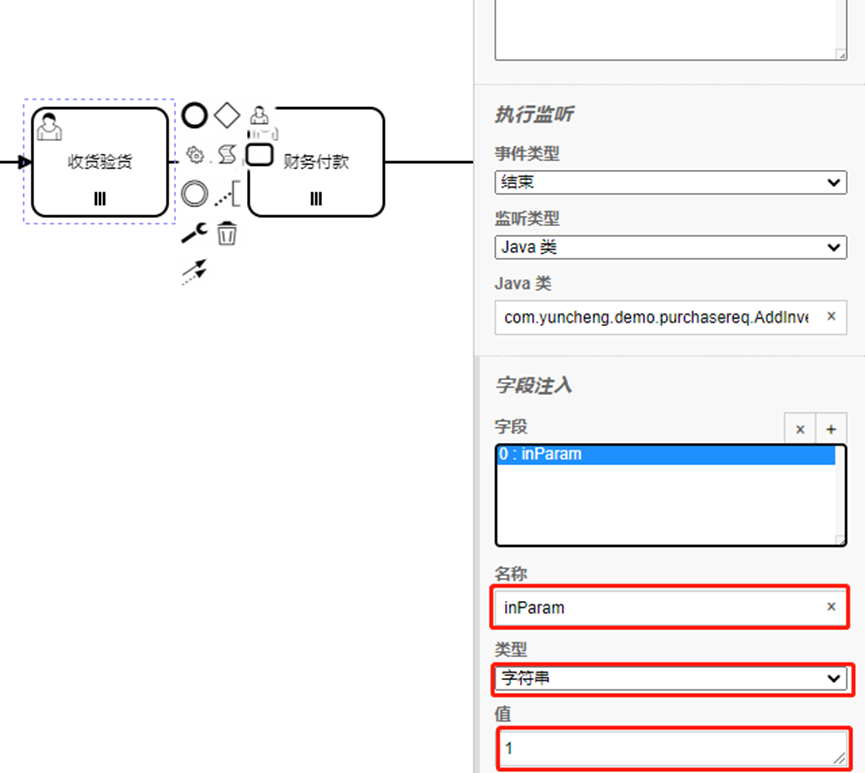 收货验货
财务付款
执行监听
事件类型
结束
监听类型
Java 类
Java 类
com.yuncheng.demo.purchasereq.AddInve
字段注入
字段
0 : inParam
名称
inParam
类型
字符串
值
1